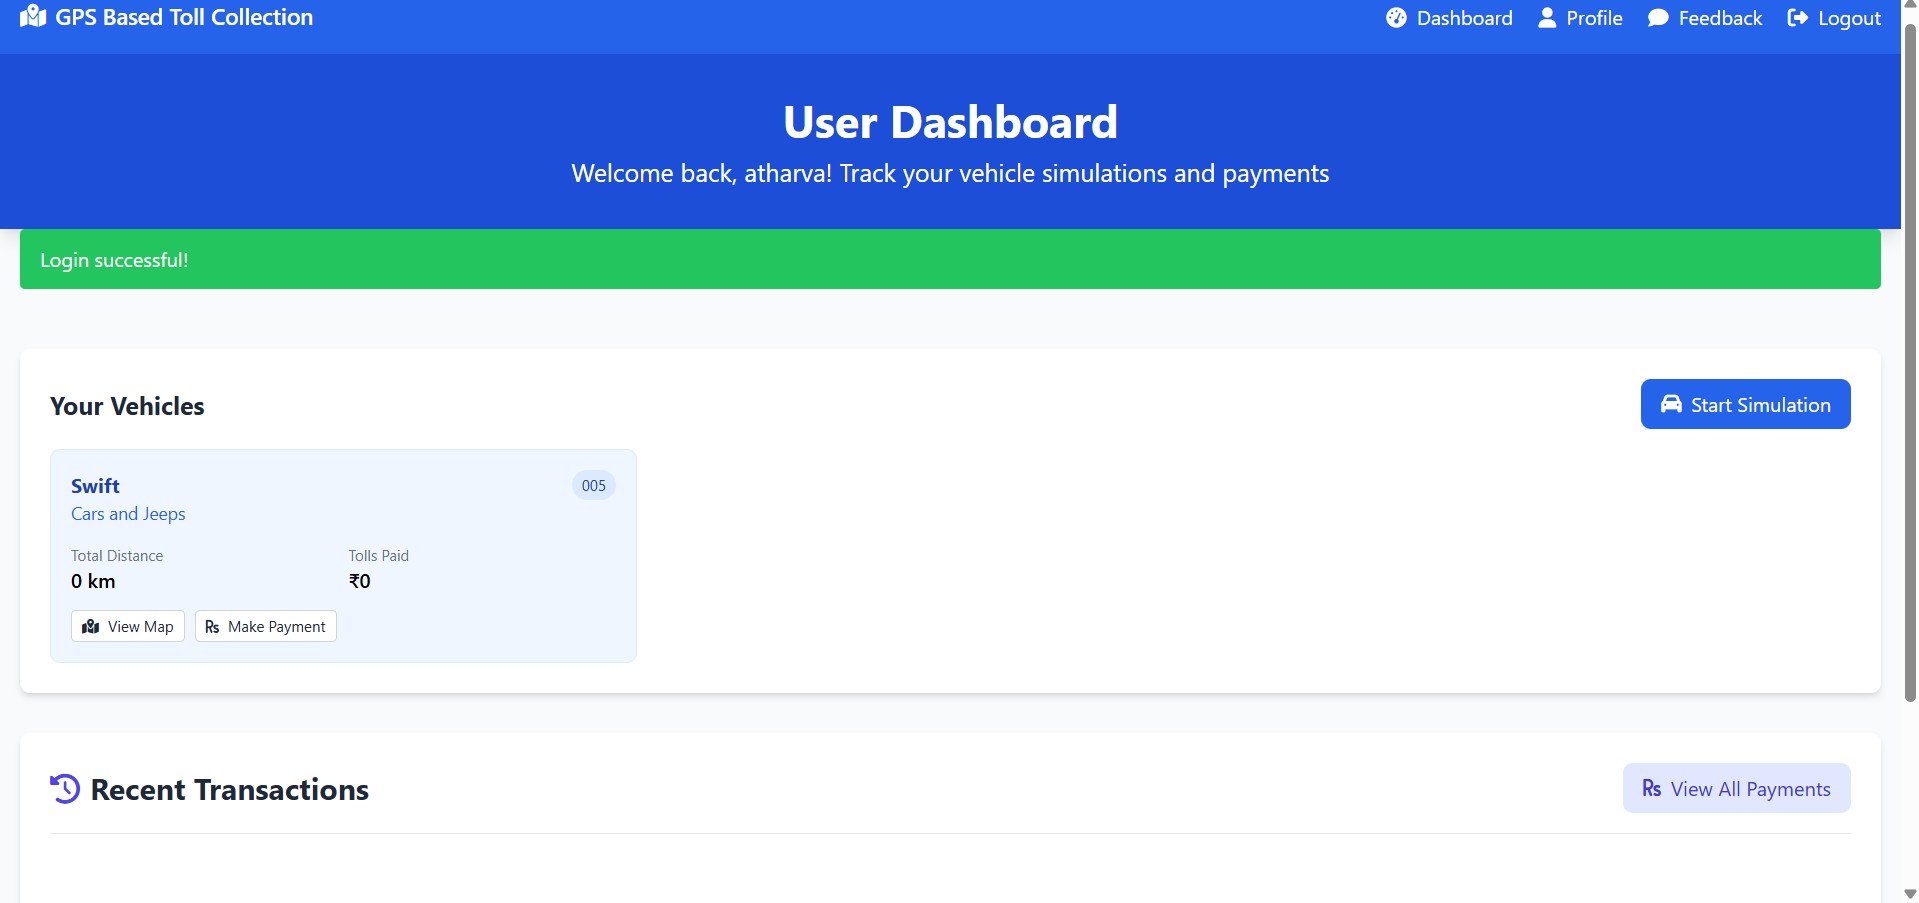 GPS Based Toll Collection
Dashboard
Profile
Feedback
Logout
User Dashboard
Welcome back, atharva! Track your vehicle simulations and payments
Login successful!
Your Vehicles
Start Simulation
Swift
005
Cars and Jeeps
Total Distance
Tolls Paid
0 km
₹0
View Map
Rs Make Payment
Recent Transactions
Rs View All Payments